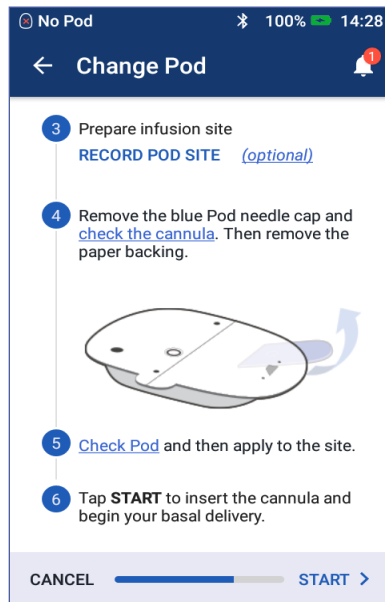 No Pod 100% 14:28
Change Pod 1
3 Prepare infusion site
RECORD POD SITE (optional)
4 Remove the blue Pod needle cap and
check the cannula. Then remove the
paper backing.
5 Check Pod and then apply to the site.
6 Tap START to insert the cannula and
begin your basal delivery.
CANCEL START